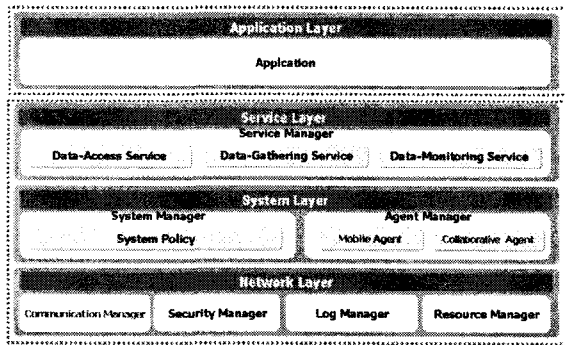 Application Layer
Applcation
Service Layer
Service Manager
Data-Access Service Data-Gathering Service Data-Monitoring Service
System Layer
System Manager Agent Manager
System Policy Mobile Agent Collaborative Agent
Network Layer
Communication Manager Security Manager Log Manager Resource Manager